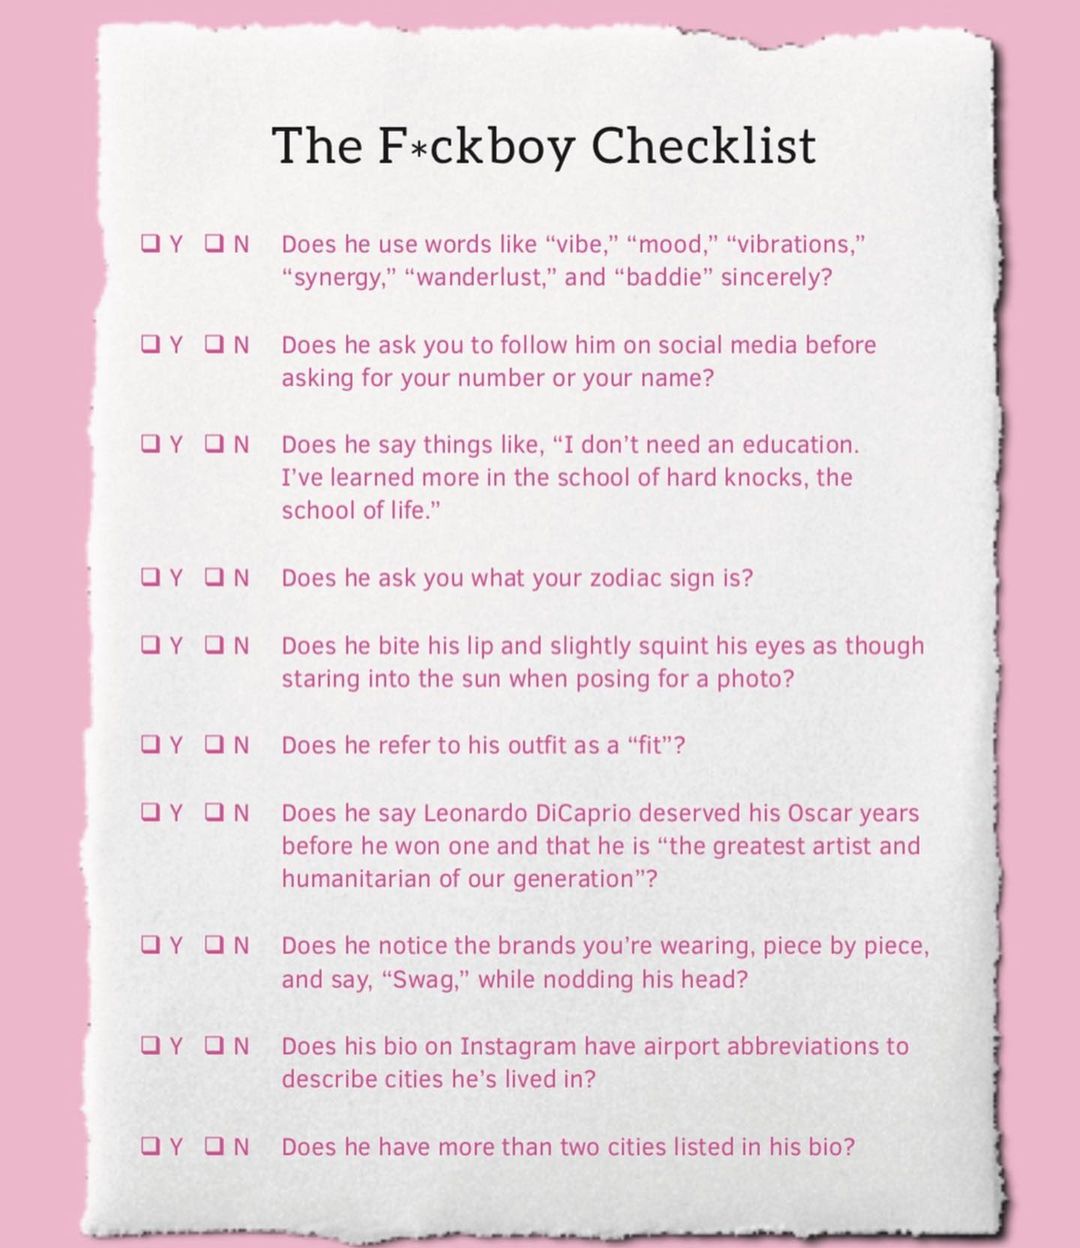 The F*ckboy Checklist
❏ Y ❏ N Does he use words like “vibe,” “mood,” “vibrations,”
“synergy,” “wanderlust,” and “baddie” sincerely?
❏ Y ❏ N Does he ask you to follow him on social media before
asking for your number or your name?
❏ Y ❏ N Does he say things like, “I don’t need an education.
I’ve learned more in the school of hard knocks, the
school of life.”
❏ Y ❏ N Does he ask you what your zodiac sign is?
❏ Y ❏ N Does he bite his lip and slightly squint his eyes as though
staring into the sun when posing for a photo?
❏ Y ❏ N Does he refer to his outfit as a “fit”?
❏ Y ❏ N Does he say Leonardo DiCaprio deserved his Oscar years
before he won one and that he is “the greatest artist and
humanitarian of our generation”?
❏ Y ❏ N Does he notice the brands you’re wearing, piece by piece,
and say, “Swag,” while nodding his head?
❏ Y ❏ N Does his bio on Instagram have airport abbreviations to
describe cities he’s lived in?
❏ Y ❏ N Does he have more than two cities listed in his bio?